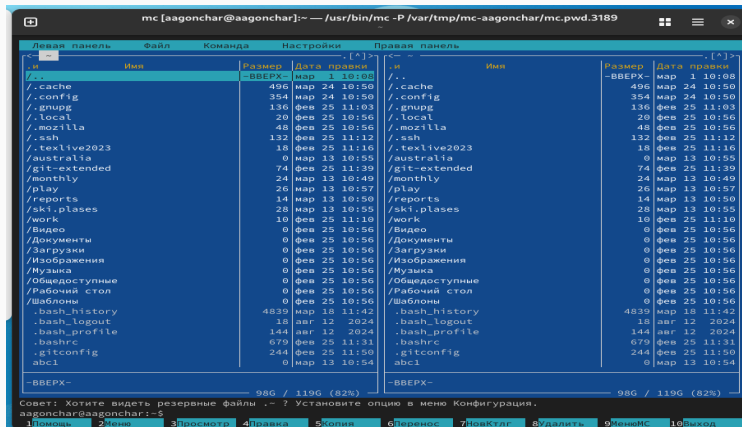 mc [aagonchar@aagonchar]:~ — /usr/bin/mc -P /var/tmp/mc-aagonchar/mc.pwd.3189
~
Левая панель Файл Команда Настройки Правая панель
<— ~ .[^]> <— ~ .[^]>
.и Имя Размер Дата правки .и Имя Размер Дата правки
/.. -ВВЕРХ- мар 1 10:08 /.. -ВВЕРХ- мар 1 10:08
/.cache 496 мар 24 10:50 /.cache 496 мар 24 10:50
/.config 354 мар 24 10:50 /.config 354 мар 24 10:50
/.gnupg 136 фев 25 11:03 /.gnupg 136 фев 25 11:03
/.local 20 фев 25 10:56 /.local 20 фев 25 10:56
/.mozilla 48 фев 25 10:56 /.mozilla 48 фев 25 10:56
/.ssh 132 фев 25 11:12 /.ssh 132 фев 25 11:12
/.texlive2023 18 фев 25 11:16 /.texlive2023 18 фев 25 11:16
/australia 0 мар 13 10:55 /australia 0 мар 13 10:55
/git-extended 74 фев 25 11:39 /git-extended 74 фев 25 11:39
/monthly 24 мар 13 10:49 /monthly 24 мар 13 10:49
/play 26 мар 13 10:57 /play 26 мар 13 10:57
/reports 14 мар 13 10:50 /reports 14 мар 13 10:50
/ski.plases 28 мар 13 10:55 /ski.plases 28 мар 13 10:55
/work 10 фев 25 11:10 /work 10 фев 25 11:10
/Видео 0 фев 25 10:56 /Видео 0 фев 25 10:56
/Документы 0 фев 25 10:56 /Документы 0 фев 25 10:56
/Загрузки 0 фев 25 10:56 /Загрузки 0 фев 25 10:56
/Изображения 0 фев 25 10:56 /Изображения 0 фев 25 10:56
/Музыка 0 фев 25 10:56 /Музыка 0 фев 25 10:56
/Общедоступные 0 фев 25 10:56 /Общедоступные 0 фев 25 10:56
/Рабочий стол 0 фев 25 10:56 /Рабочий стол 0 фев 25 10:56
/Шаблоны 0 фев 25 10:56 /Шаблоны 0 фев 25 10:56
.bash_history 4839 мар 18 11:42 .bash_history 4839 мар 18 11:42
.bash_logout 18 авг 12 2024 .bash_logout 18 авг 12 2024
.bash_profile 144 авг 12 2024 .bash_profile 144 авг 12 2024
.bashrc 679 фев 25 11:31 .bashrc 679 фев 25 11:31
.gitconfig 244 фев 25 11:50 .gitconfig 244 фев 25 11:50
abc1 0 мар 13 10:54 abc1 0 мар 13 10:54
-ВВЕРХ- -ВВЕРХ-
98G / 119G (82%) 98G / 119G (82%)
Совет: Хотите видеть резервные файлы .~ ? Установите опцию в меню Конфигурация.
aagonchar@aagonchar:~$
1Помощь 2Меню 3Просмотр 4Правка 5Копия 6Перенос 7НовКтлг 8Удалить 9МенюМС 10Выход